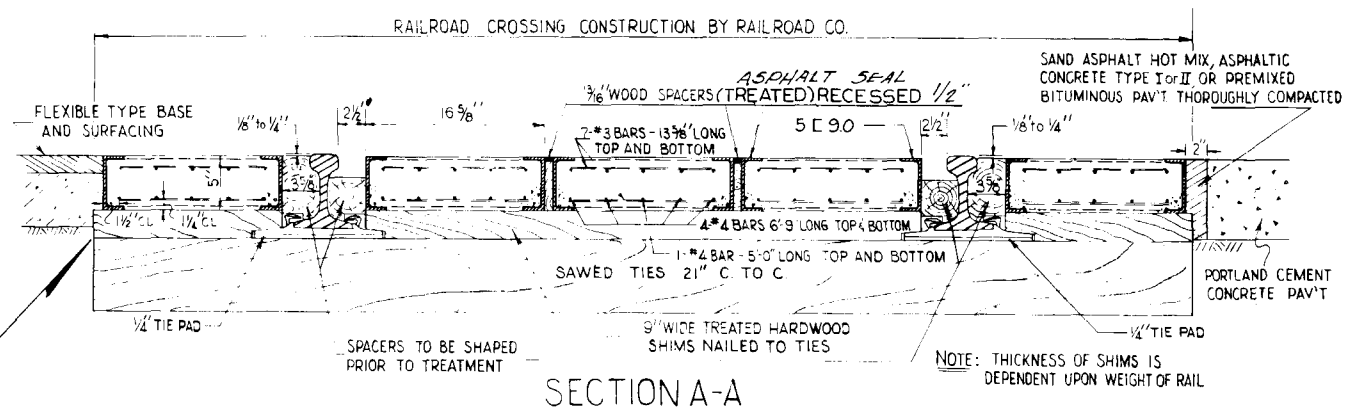 RAILROAD CROSSING CONSTRUCTION BY RAILROAD CO.
SAND ASPHALT HOT MIX, ASPHALTIC
CONCRETE TYPE I or II, OR PREMIXED
BITUMINOUS PAV'T THOROUGHLY COMPACTED
ASPHALT SEAL
3/16" WOOD SPACERS (TREATED) RECESSED 1/2"
FLEXIBLE TYPE BASE
AND SURFACING
1/8" to 1/4"
2 1/2"
16 5/8"
7-#3 BARS - 13 5/8" LONG
TOP AND BOTTOM
5 [ 9.0
2 1/2"
1/8" to 1/4"
2"
5"
3 5/8
3 5/8
1 1/2" CL
1 1/4" CL
4-#4 BARS 6'-9 LONG TOP & BOTTOM
1-#4 BAR - 5'-0" LONG TOP AND BOTTOM
SAWED TIES 21" C. TO C.
PORTLAND CEMENT
CONCRETE PAV'T
1/4" TIE PAD
SPACERS TO BE SHAPED
PRIOR TO TREATMENT
9" WIDE TREATED HARDWOOD
SHIMS NAILED TO TIES
1/4" TIE PAD
NOTE: THICKNESS OF SHIMS IS
DEPENDENT UPON WEIGHT OF RAIL
SECTION A-A